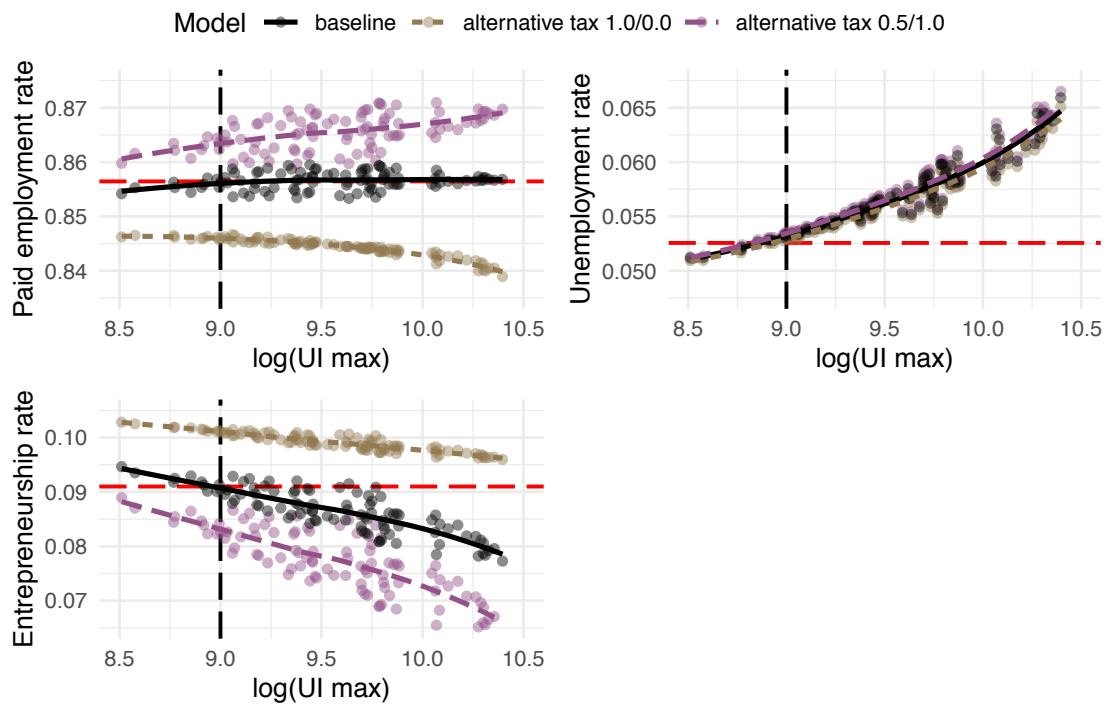 Model baseline alternative tax 1.0/0.0 alternative tax 0.5/1.0
Paid employment rate
0.87
0.86
0.85
0.84
8.5 9.0 9.5 10.0 10.5
log(UI max)
Unemployment rate
0.065
0.060
0.055
0.050
8.5 9.0 9.5 10.0 10.5
log(UI max)
Entrepreneurship rate
0.10
0.09
0.08
0.07
8.5 9.0 9.5 10.0 10.5
log(UI max)